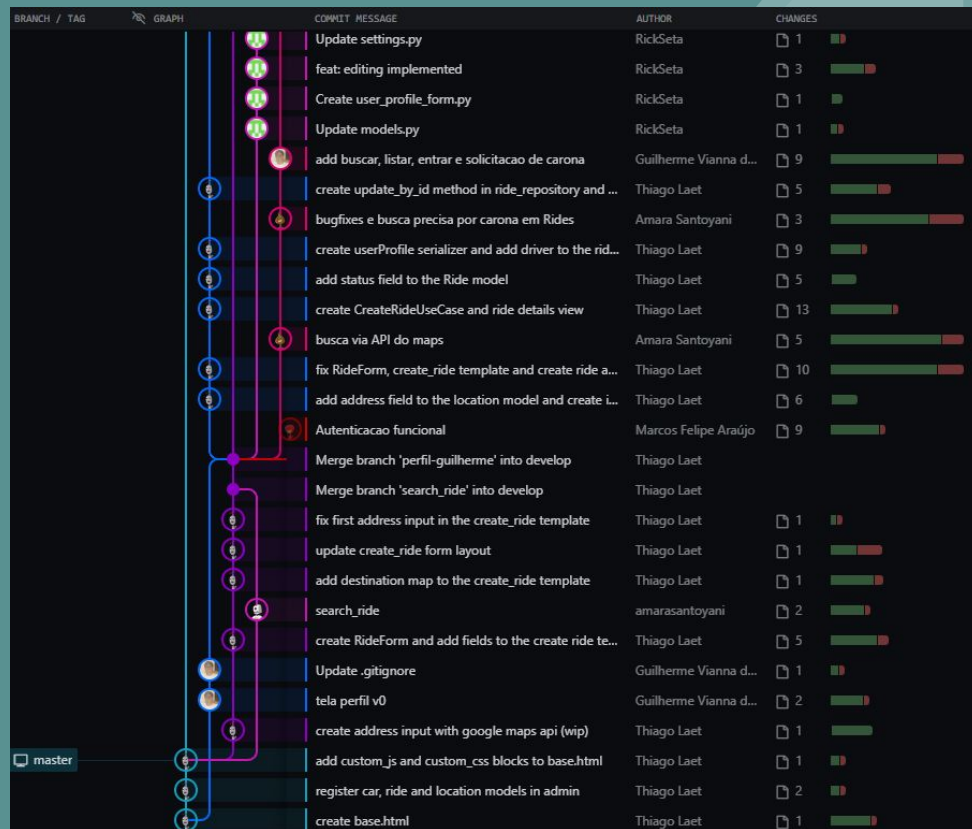 BRANCH / TAG GRAPH COMMIT MESSAGE AUTHOR CHANGES
Update settings.py RickSeta 1
feat: editing implemented RickSeta 3
Create user_profile_form.py RickSeta 1
Update models.py RickSeta 1
add buscar, listar, entrar e solicitacao de carona Guilherme Vianna d... 9
create update_by_id method in ride_repository and ... Thiago Laet 5
bugfixes e busca precisa por carona em Rides Amara Santoyani 3
create userProfile serializer and add driver to the rid... Thiago Laet 9
add status field to the Ride model Thiago Laet 5
create CreateRideUseCase and ride details view Thiago Laet 13
busca via API do maps Amara Santoyani 5
fix RideForm, create_ride template and create ride a... Thiago Laet 10
add address field to the location model and create i... Thiago Laet 6
Autenticacao funcional Marcos Felipe Araújo 9
Merge branch 'perfil-guilherme' into develop Thiago Laet
Merge branch 'search_ride' into develop Thiago Laet
fix first address input in the create_ride template Thiago Laet 1
update create_ride form layout Thiago Laet 1
add destination map to the create_ride template Thiago Laet 1
search_ride amarasantoyani 2
create RideForm and add fields to the create ride te... Thiago Laet 5
Update .gitignore Guilherme Vianna d... 1
tela perfil v0 Guilherme Vianna d... 2
create address input with google maps api (wip) Thiago Laet 1
master add custom_js and custom_css blocks to base.html Thiago Laet 1
register car, ride and location models in admin Thiago Laet 2
create base.html Thiago Laet 1